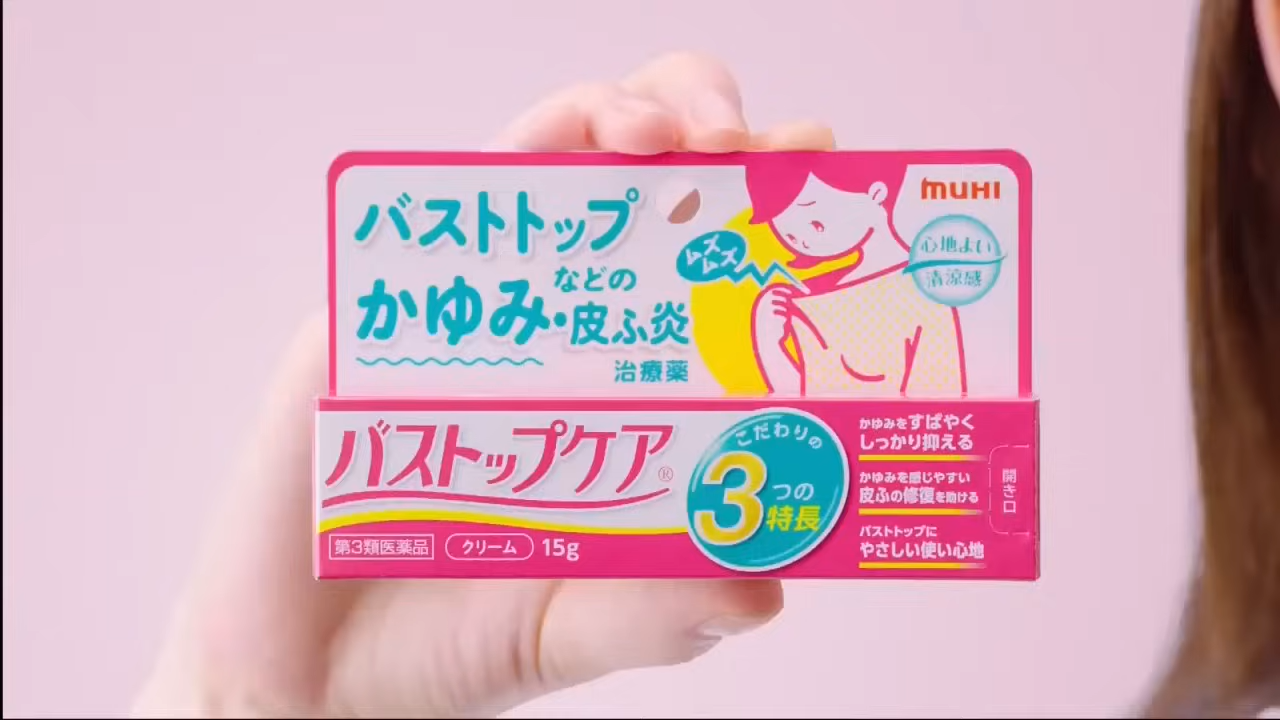 バストトップ
かゆみ・などの皮ふ炎
治療薬
ムズ
ムズ
MUHI
心地よい
清涼感
バストップケア®
第3類医薬品
クリーム
15g
こだわりの
3つの
特長
かゆみをすばやく
しっかり抑える
かゆみを感じやすい
皮ふの修復を助ける
バストトップに
やさしい使い心地
開き口